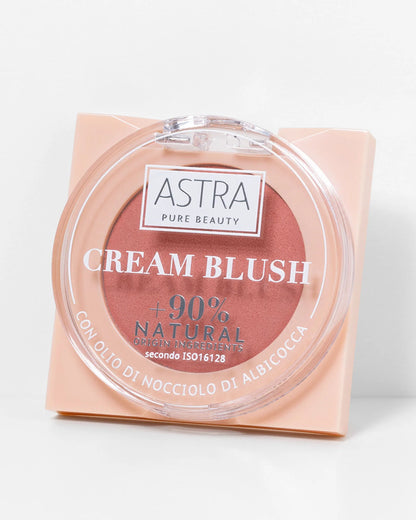 ASTRA
PURE BEAUTY
CREAM BLUSH
+90%
NATURAL
ORIGIN INGREDIENTS
secondo ISO16128
CON OLIO DI NOCCIOLO DI ALBICOCCA